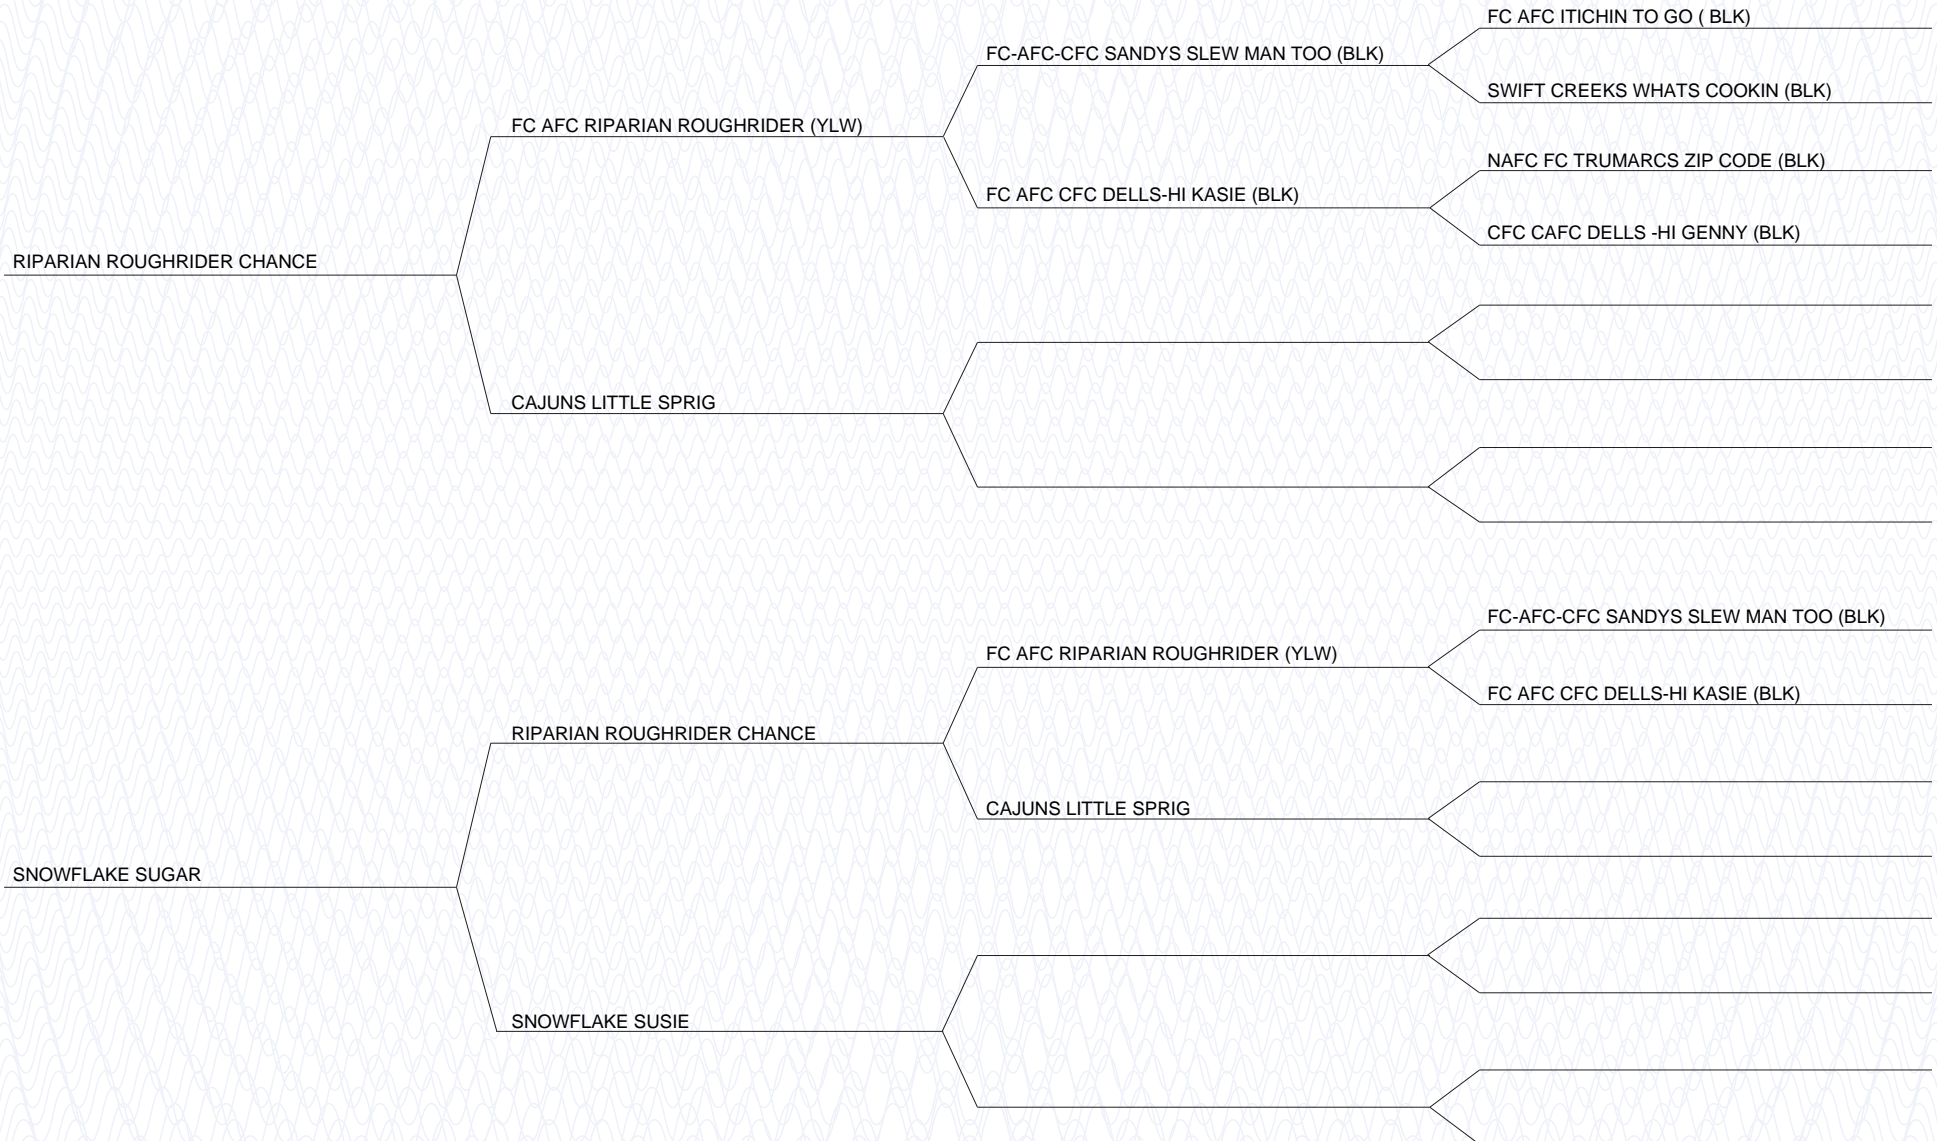 FC AFC ITICHIN TO GO ( BLK)
FC-AFC-CFC SANDYS SLEW MAN TOO (BLK)
SWIFT CREEKS WHATS COOKIN (BLK)
FC AFC RIPARIAN ROUGHRIDER (YLW)
NAFC FC TRUMARCS ZIP CODE (BLK)
FC AFC CFC DELLS-HI KASIE (BLK)
CFC CAFC DELLS -HI GENNY (BLK)
RIPARIAN ROUGHRIDER CHANCE
CAJUNS LITTLE SPRIG
FC-AFC-CFC SANDYS SLEW MAN TOO (BLK)
FC AFC RIPARIAN ROUGHRIDER (YLW)
FC AFC CFC DELLS-HI KASIE (BLK)
RIPARIAN ROUGHRIDER CHANCE
CAJUNS LITTLE SPRIG
SNOWFLAKE SUGAR
SNOWFLAKE SUSIE